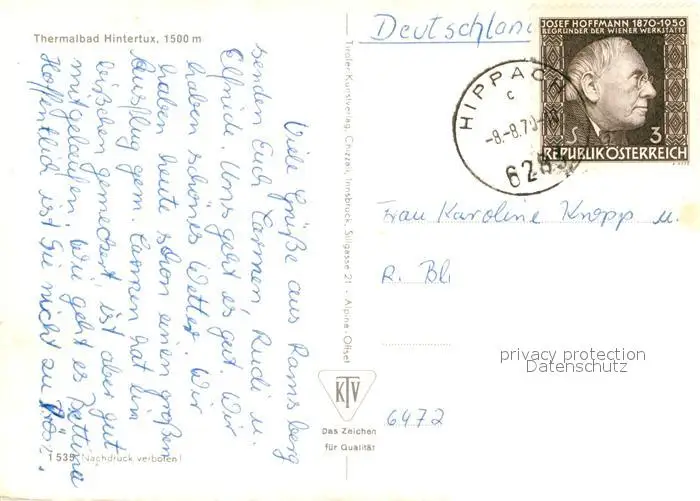 Thermalbad Hintertux, 1500 m
Viele Grüße aus Ramsberg
senden Euch Carmen, Rudi u.
Elfriede. Uns geht es gut. Wir
haben schönes Wetter. Wir
haben heute schon einen großen
Ausflug gem. Carmen hat ein
bißchen gemeckert, ist aber gut
mitgelaufen. Wie geht es Bettina
Hoffentlich ist Sie nicht zu
1 535 Nachdruck verboten!
Tiroler Kunstverlag, Chizzali, Innsbruck, Sillgasse 21 - Alpine-Offset
KTV
Das Zeichen
für Qualität
Deutschland
JOSEF HOFFMANN 1870-1956
BEGRÜNDER DER WIENER WERKSTÄTTE
S 3
REPUBLIK ÖSTERREICH
HIPPACH
c
-8.-8.70
628
Frau Karoline Knopp u.
R. Bl
privacy protection
Datenschutz
6472